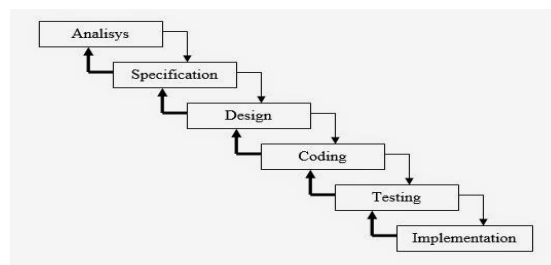 Analisys
Specification
Design
Coding
Testing
Implementation